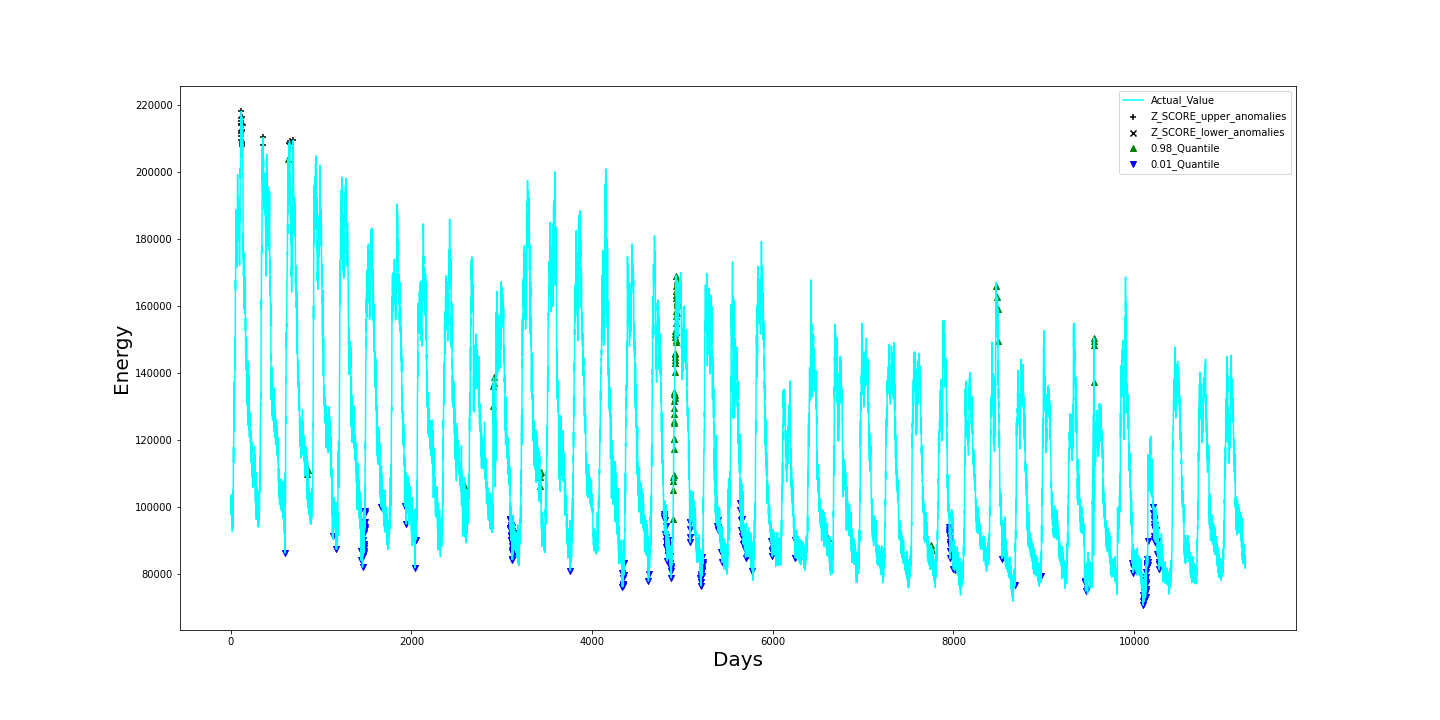 220000
200000
180000
160000
140000
120000
100000
80000
Energy
0
2000
4000
6000
8000
10000
Days
Actual_Value
Z_SCORE_upper_anomalies
Z_SCORE_lower_anomalies
0.98_Quantile
0.01_Quantile